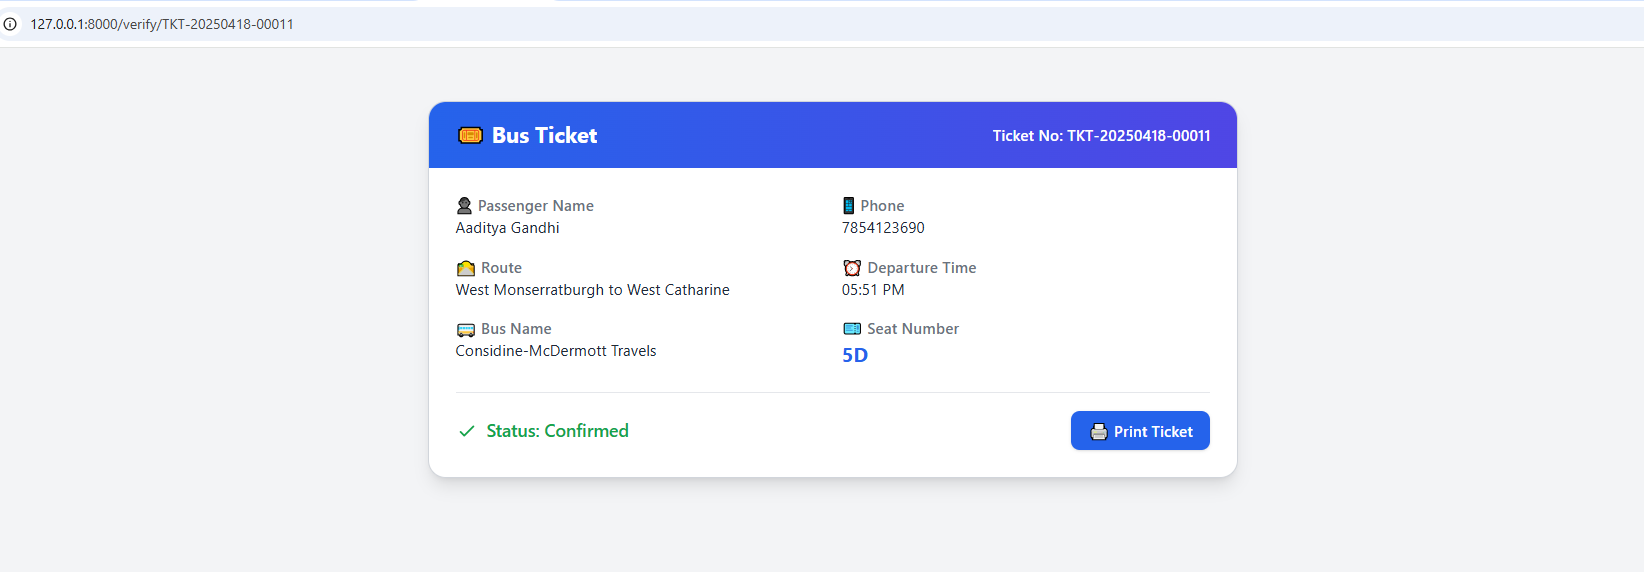 127.0.0.1:8000/verify/TKT-20250418-00011
Bus Ticket
Ticket No: TKT-20250418-00011
Passenger Name
Aaditya Gandhi
Phone
7854123690
Route
West Monserratburgh to West Catharine
Departure Time
05:51 PM
Bus Name
Considine-McDermott Travels
Seat Number
5D
Status: Confirmed
Print Ticket